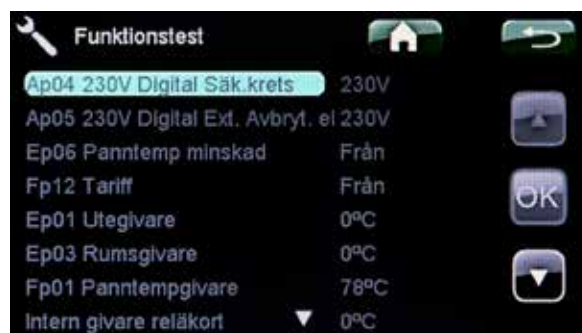 Funktionstest
Ap04 230V Digital Säk.krets 230V
Ap05 230V Digital Ext. Avbryt. el 230V
Ep06 Panntemp minskad Från
Fp12 Tariff Från
Ep01 Utegivare 0ºC
Ep03 Rumsgivare 0ºC
Fp01 Panntempgivare 78ºC
Intern givare reläkort 0ºC
OK